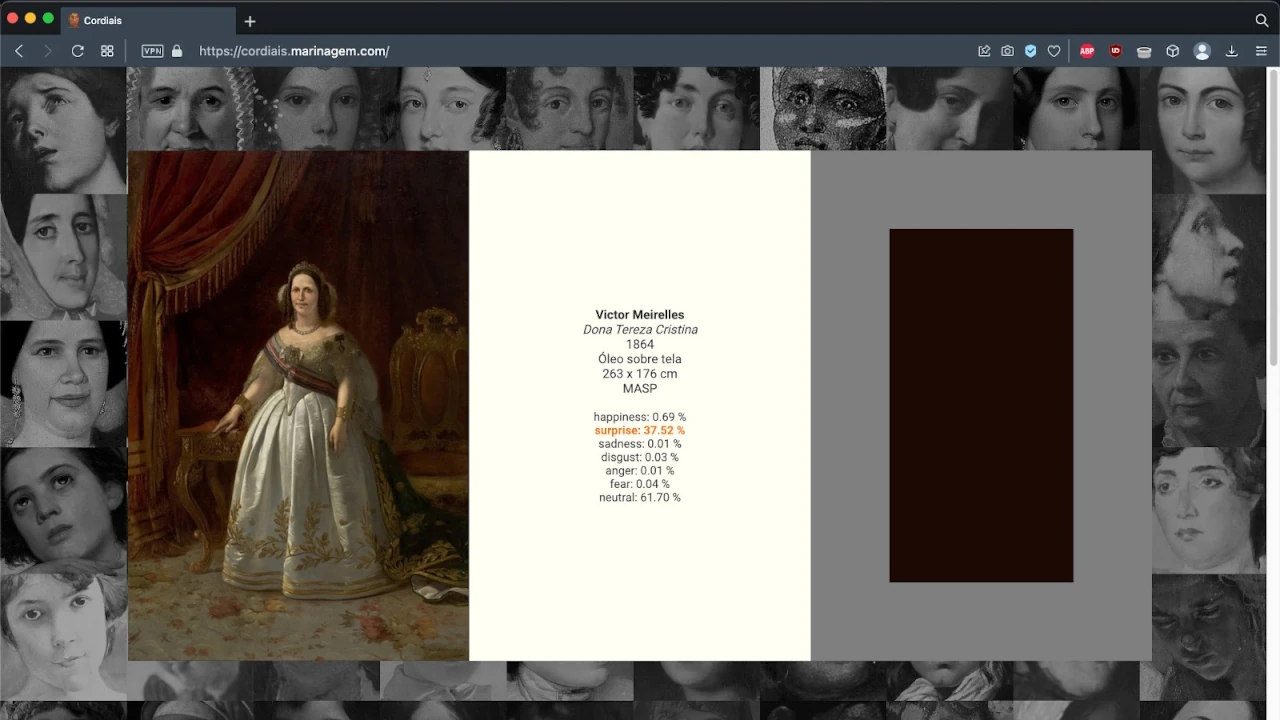 Cordiais
VPN
https://cordiais.marinagem.com/
ABP
Victor Meirelles
Dona Tereza Cristina
1864
Óleo sobre tela
263 x 176 cm
MASP
happiness: 0.69 %
surprise: 37.52 %
sadness: 0.01 %
disgust: 0.03 %
anger: 0.01 %
fear: 0.04 %
neutral: 61.70 %